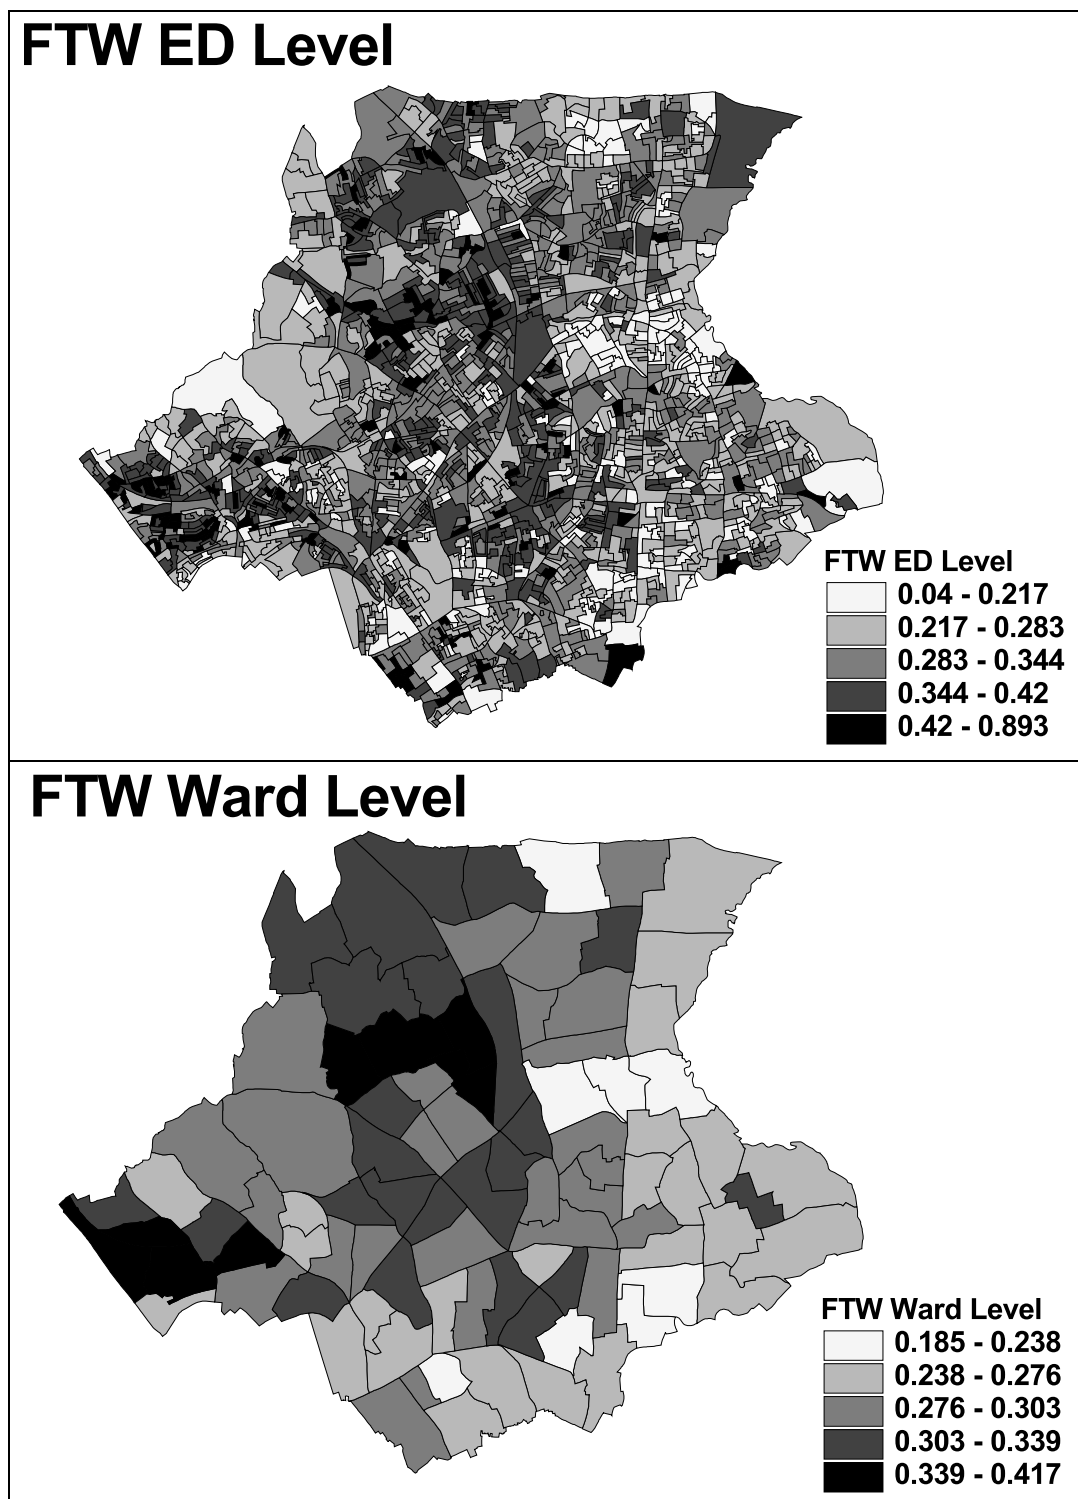 FTW ED Level
FTW ED Level
0.04 - 0.217
0.217 - 0.283
0.283 - 0.344
0.344 - 0.42
0.42 - 0.893
FTW Ward Level
FTW Ward Level
0.185 - 0.238
0.238 - 0.276
0.276 - 0.303
0.303 - 0.339
0.339 - 0.417